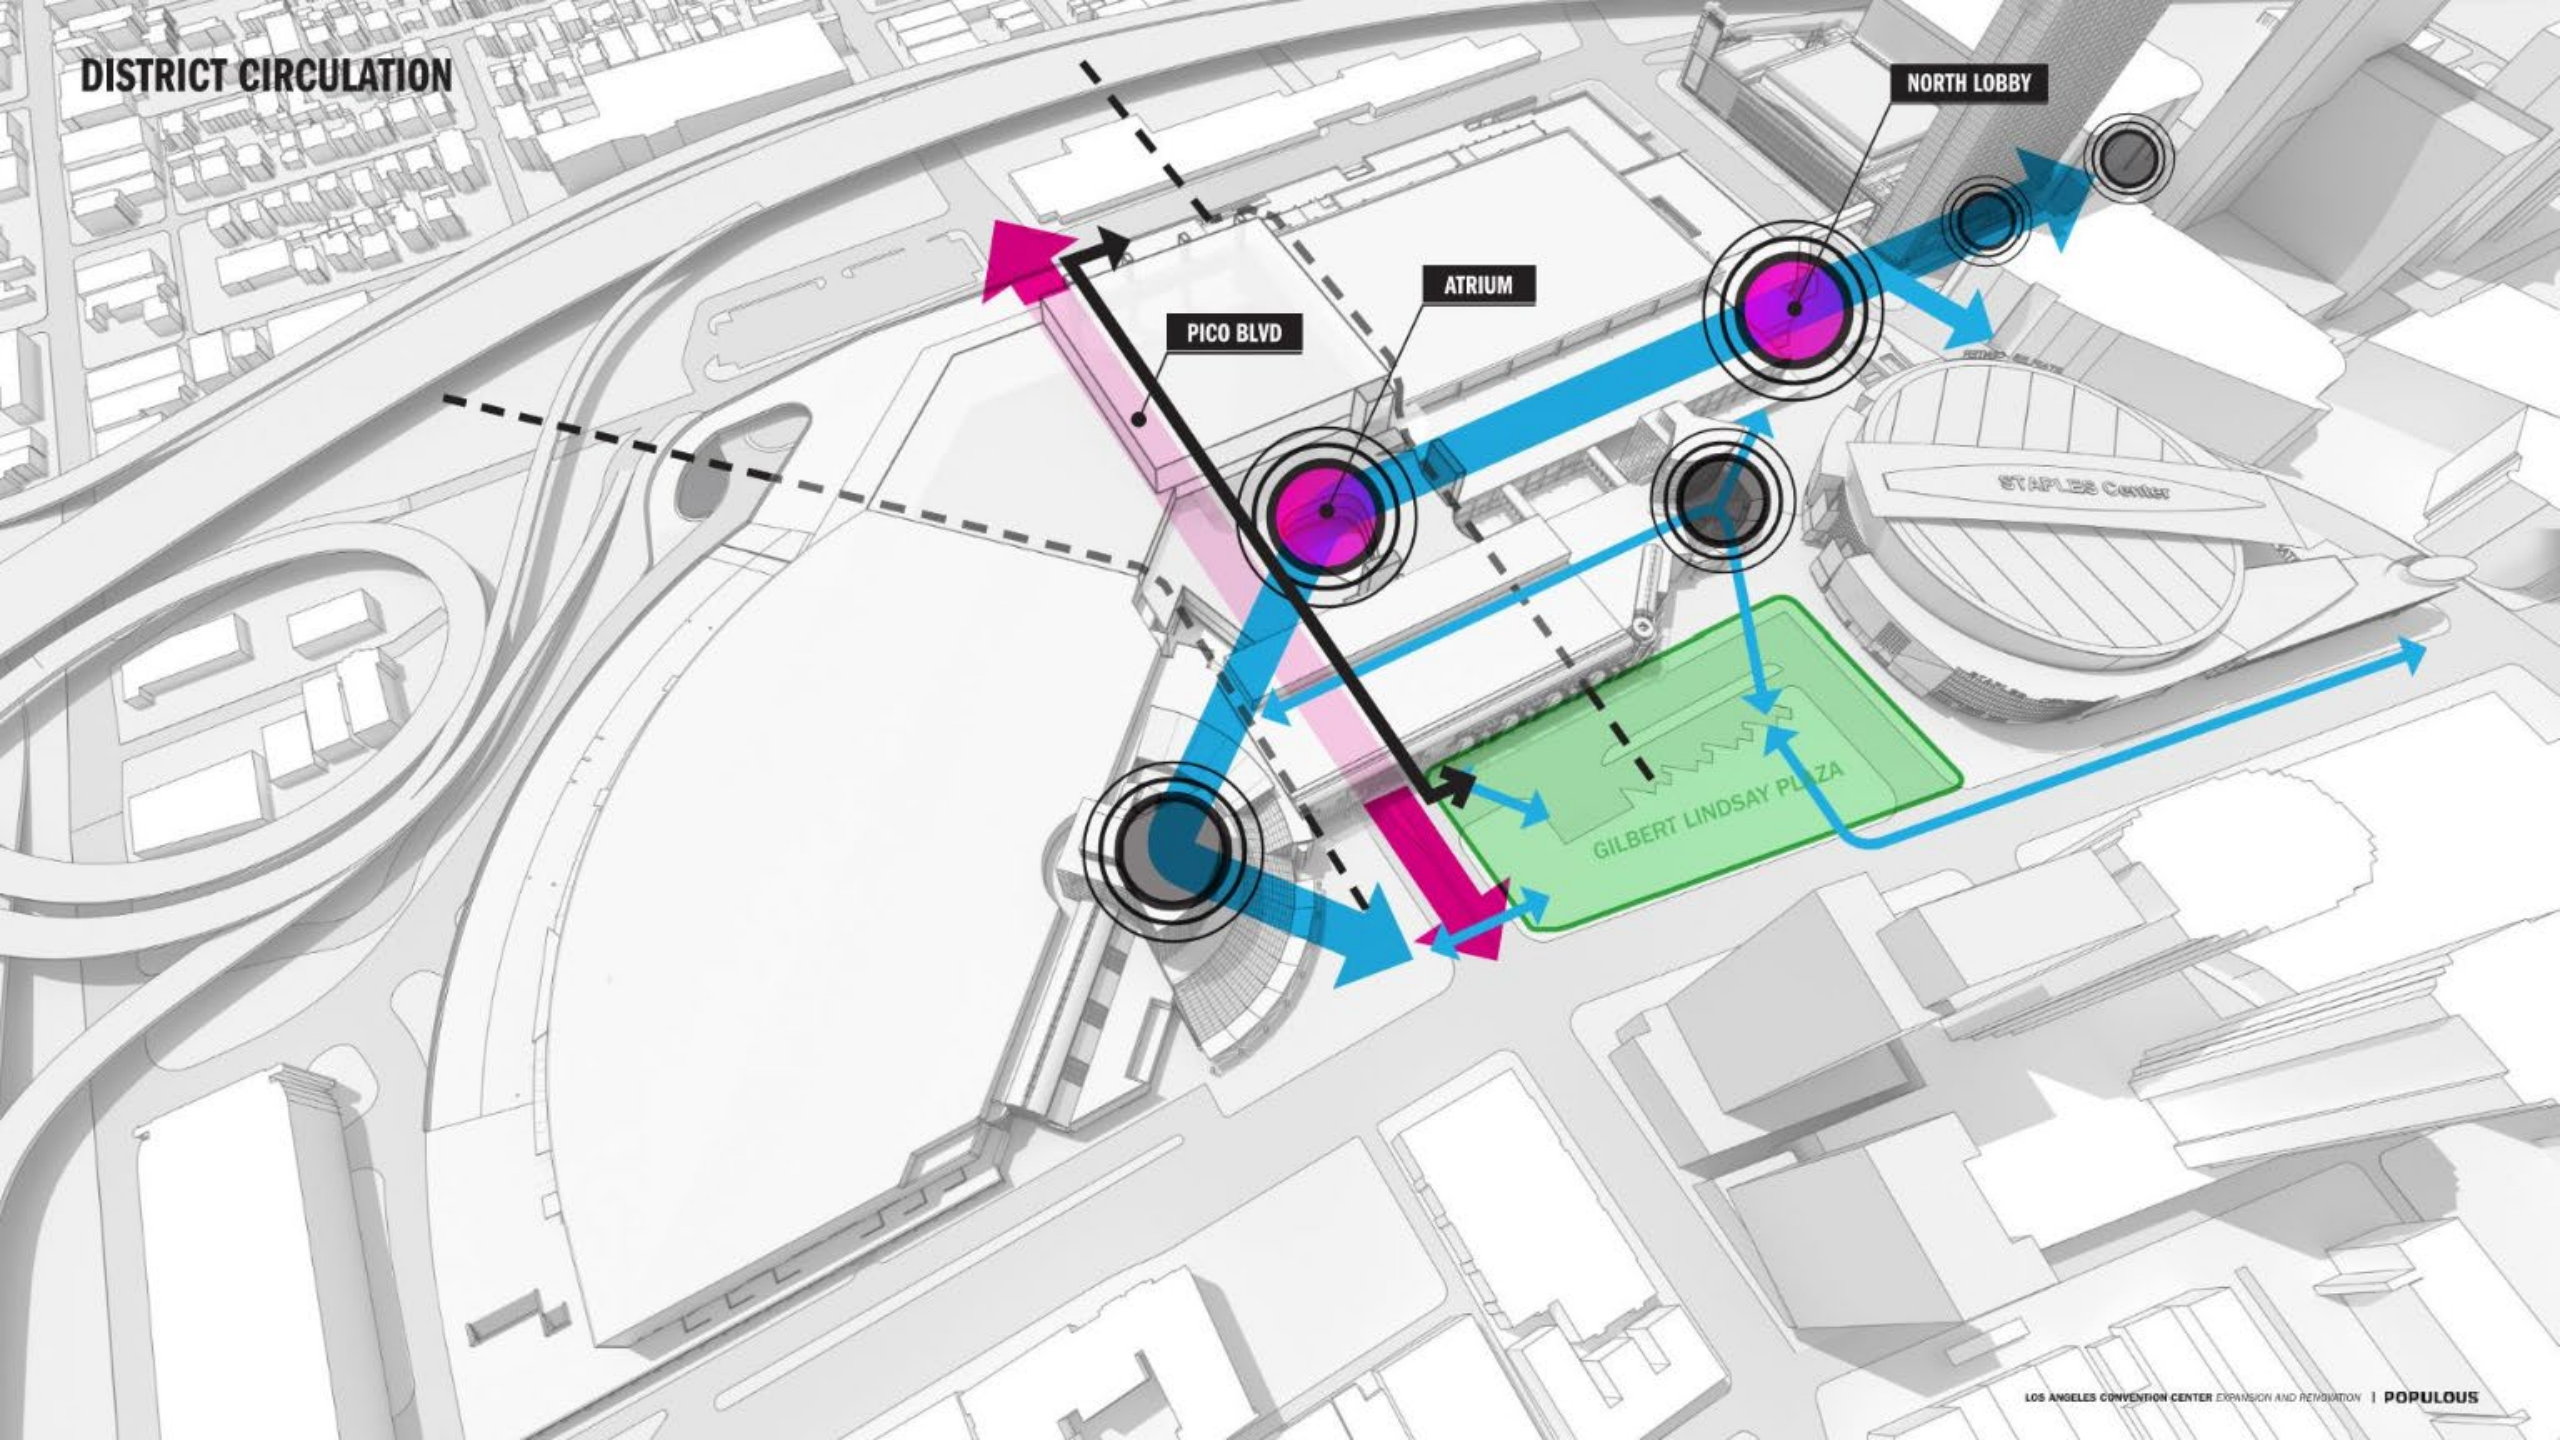 DISTRICT CIRCULATION
NORTH LOBBY
ATRIUM
PICO BLVD
STAPLES Center
GILBERT LINDSAY PLAZA
LOS ANGELES CONVENTION CENTER EXPANSION AND RENOVATION | POPULOUS